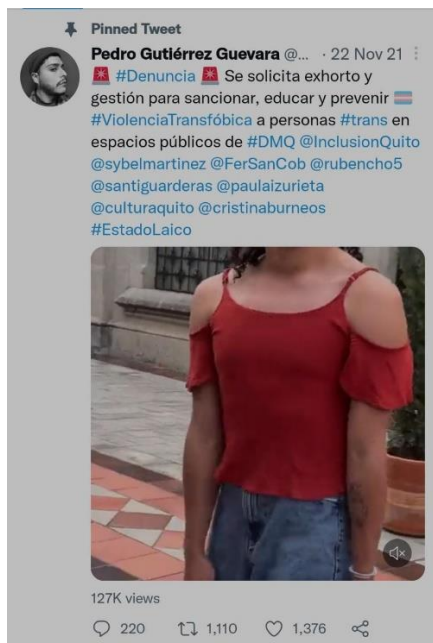 Pinned Tweet
Pedro Gutiérrez Guevara @... · 22 Nov 21
🚨 #Denuncia 🚨 Se solicita exhorto y
gestión para sancionar, educar y prevenir 🏳️‍⚧️
#ViolenciaTransfóbica a personas #trans en
espacios públicos de #DMQ @InclusionQuito
@sybelmartinez @FerSanCob @rubencho5
@santiguarderas @paulaizurieta
@culturaquito @cristinaburneos
#EstadoLaico
127K views
220 1,110 1,376